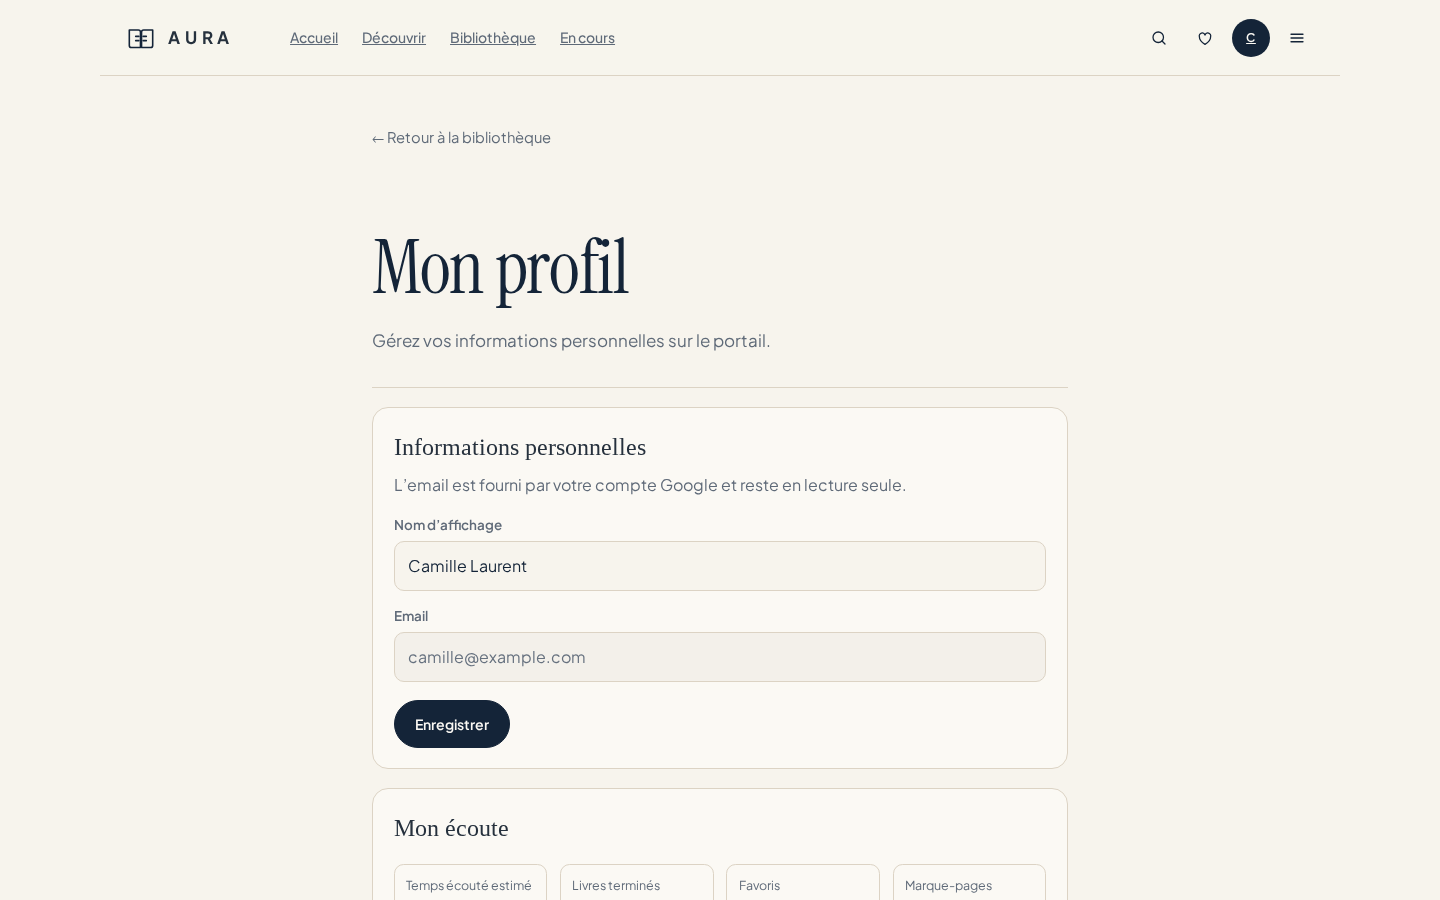 AURA
Accueil
Découvrir
Bibliothèque
En cours
C
← Retour à la bibliothèque
Mon profil
Gérez vos informations personnelles sur le portail.
Informations personnelles
L’email est fourni par votre compte Google et reste en lecture seule.
Nom d’affichage
Camille Laurent
Email
camille@example.com
Enregistrer
Mon écoute
Temps écouté estimé
Livres terminés
Favoris
Marque-pages